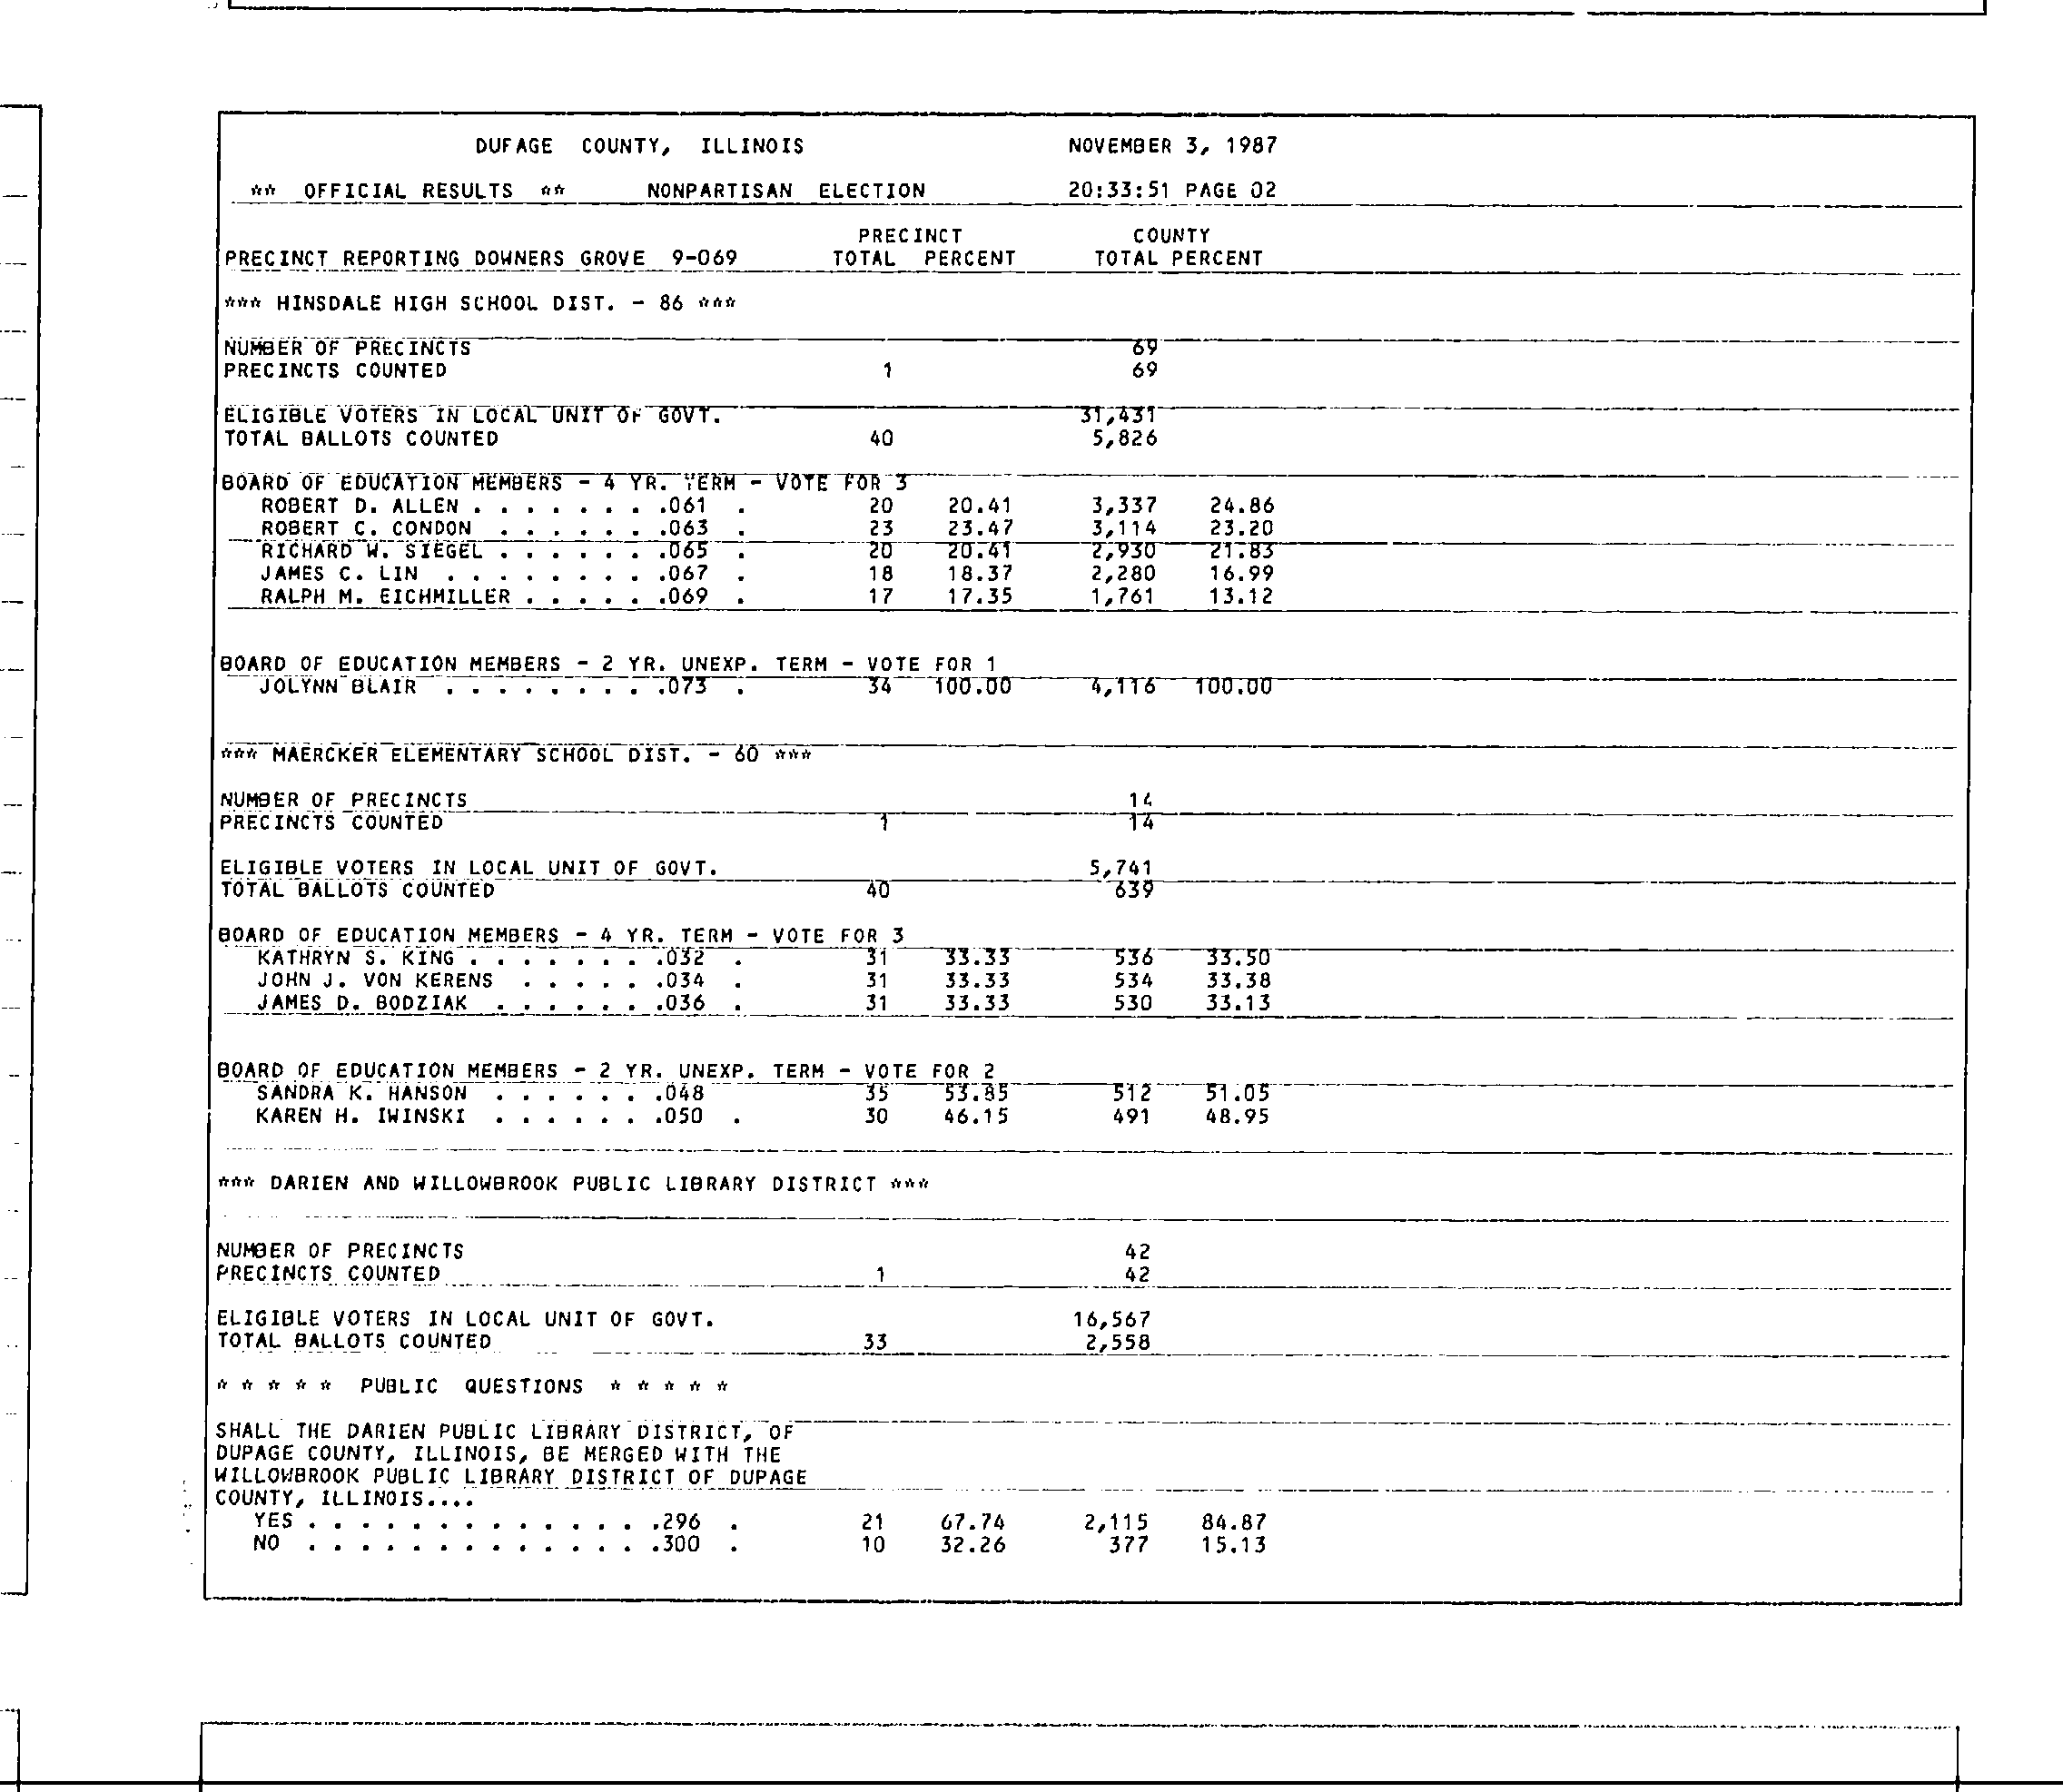 DUFAGE COUNTY, ILLINOIS NOVEMBER 3, 1987
** OFFICIAL RESULTS ** NONPARTISAN ELECTION 20:33:51 PAGE 02
PRECINCT COUNTY
PRECINCT REPORTING DOWNERS GROVE 9-069 TOTAL PERCENT TOTAL PERCENT
*** HINSDALE HIGH SCHOOL DIST. - 86 ***
NUMBER OF PRECINCTS 69
PRECINCTS COUNTED 1 69
ELIGIBLE VOTERS IN LOCAL UNIT OF GOVT. 31,431
TOTAL BALLOTS COUNTED 40 5,826
BOARD OF EDUCATION MEMBERS - 4 YR. TERM - VOTE FOR 3
ROBERT D. ALLEN . . . . . . . .061 . 20 20.41 3,337 24.86
ROBERT C. CONDON . . . . . . .063 . 23 23.47 3,114 23.20
RICHARD W. SIEGEL . . . . . . .065 . 20 20.41 2,930 21.83
JAMES C. LIN . . . . . . . . .067 . 18 18.37 2,280 16.99
RALPH M. EICHMILLER . . . . . .069 . 17 17.35 1,761 13.12
BOARD OF EDUCATION MEMBERS - 2 YR. UNEXP. TERM - VOTE FOR 1
JOLYNN BLAIR . . . . . . . . .073 . 34 100.00 4,116 100.00
*** MAERCKER ELEMENTARY SCHOOL DIST. - 60 ***
NUMBER OF PRECINCTS 14
PRECINCTS COUNTED 1 14
ELIGIBLE VOTERS IN LOCAL UNIT OF GOVT. 5,741
TOTAL BALLOTS COUNTED 40 639
BOARD OF EDUCATION MEMBERS - 4 YR. TERM - VOTE FOR 3
KATHRYN S. KING . . . . . . . .032 . 31 33.33 536 33.50
JOHN J. VON KERENS . . . . . .034 . 31 33.33 534 33.38
JAMES D. BODZIAK . . . . . . .036 . 31 33.33 530 33.13
BOARD OF EDUCATION MEMBERS - 2 YR. UNEXP. TERM - VOTE FOR 2
SANDRA K. HANSON . . . . . . .048 35 53.85 512 51.05
KAREN H. IWINSKI . . . . . . .050 . 30 46.15 491 48.95
*** DARIEN AND WILLOWBROOK PUBLIC LIBRARY DISTRICT ***
NUMBER OF PRECINCTS 42
PRECINCTS COUNTED 1 42
ELIGIBLE VOTERS IN LOCAL UNIT OF GOVT. 16,567
TOTAL BALLOTS COUNTED 33 2,558
* * * * * PUBLIC QUESTIONS * * * * *
SHALL THE DARIEN PUBLIC LIBRARY DISTRICT, OF
DUPAGE COUNTY, ILLINOIS, BE MERGED WITH THE
WILLOWBROOK PUBLIC LIBRARY DISTRICT OF DUPAGE
COUNTY, ILLINOIS....
YES . . . . . . . . . . . . . .296 . 21 67.74 2,115 84.87
NO . . . . . . . . . . . . . .300 . 10 32.26 377 15.13